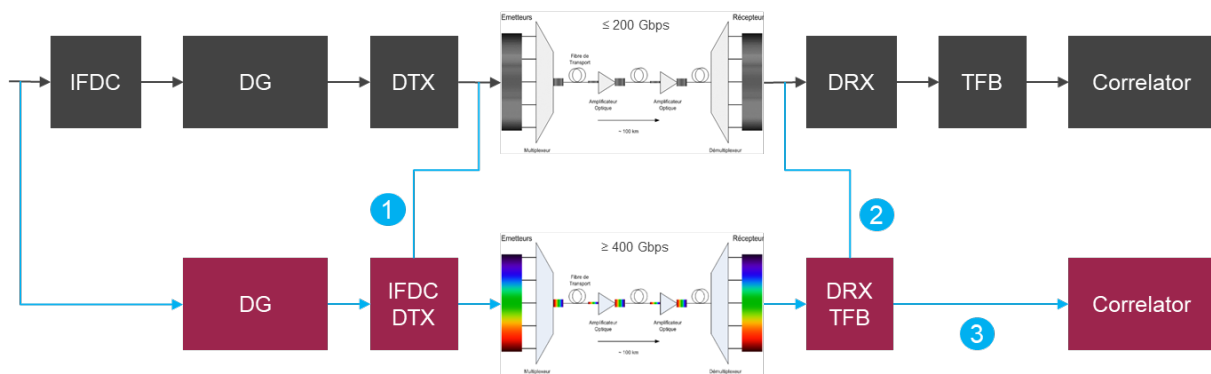 Emetteurs
≤ 200 Gbps
Récepteur
Fibre de
Transport
IFDC
DG
DTX
DRX
TFB
Correlator
Amplificateur
Optique
Amplificateur
Optique
~ 100 km
Multiplexeur
Démultiplexeur
1
2
Emetteurs
≥ 400 Gbps
Récepteur
Fibre de
Transport
DG
IFDC
DTX
DRX
TFB
Correlator
3
Amplificateur
Optique
Amplificateur
Optique
~ 100 km
Multiplexeur
Démultiplexeur